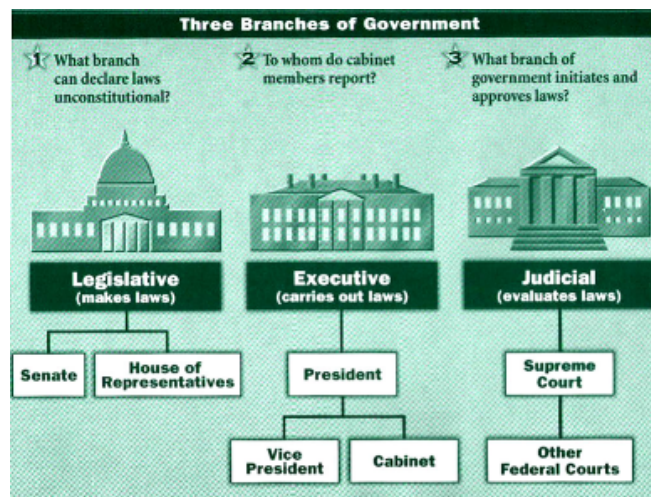 Three Branches of Government
1 What branch
can declare laws
unconstitutional?
2 To whom do cabinet
members report?
3 What branch of
government initiates and
approves laws?
Legislative
(makes laws)
Executive
(carries out laws)
Judicial
(evaluates laws)
Senate
House of
Representatives
President
Supreme
Court
Vice
President
Cabinet
Other
Federal Courts